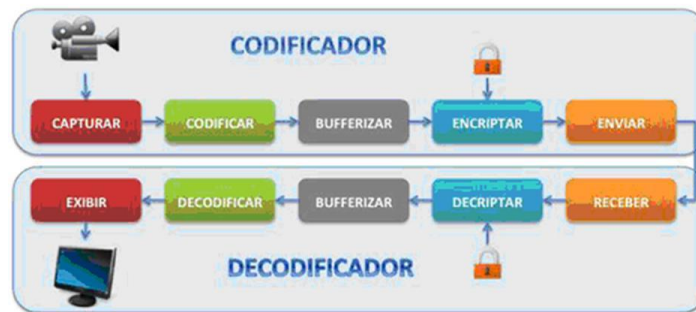 CODIFICADOR
CAPTURAR CODIFICAR BUFFERIZAR ENCRIPTAR ENVIAR
EXIBIR DECODIFICAR BUFFERIZAR DECRIPTAR RECEBER
DECODIFICADOR